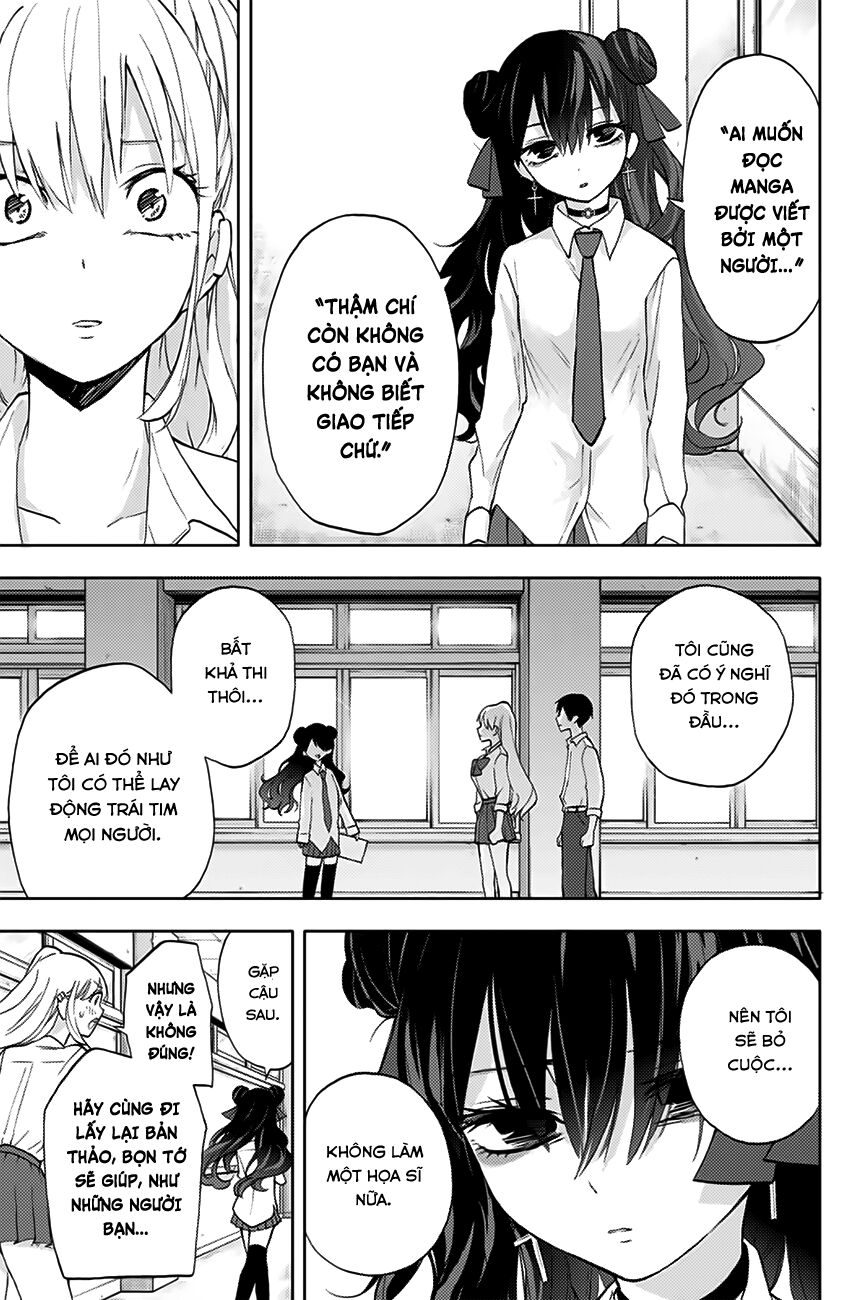 “AI MUỐN
ĐỌC
MANGA
ĐƯỢC VIẾT
BỞI MỘT
NGƯỜI...”
“THẬM CHÍ
CÒN KHÔNG
CÓ BẠN VÀ
KHÔNG BIẾT
GIAO TIẾP
CHỨ.”
TÔI CŨNG
ĐÃ CÓ Ý NGHĨ
ĐÓ TRONG
ĐẦU...
BẤT
KHẢ THI
THÔI...
ĐỂ AI ĐÓ NHƯ
TÔI CÓ THỂ LAY
ĐỘNG TRÁI TIM
MỌI NGƯỜI.
NÊN TÔI
SẼ BỎ
CUỘC...
KHÔNG LÀM
MỘT HỌA SĨ
NỮA.
GẶP
CẬU
SAU.
NHƯNG
VẬY LÀ
KHÔNG
ĐÚNG!
HÃY CÙNG ĐI
LẤY LẠI BẢN
THẢO, BỌN TỚ
SẼ GIÚP, NHƯ
NHỮNG NGƯỜI
BẠN...